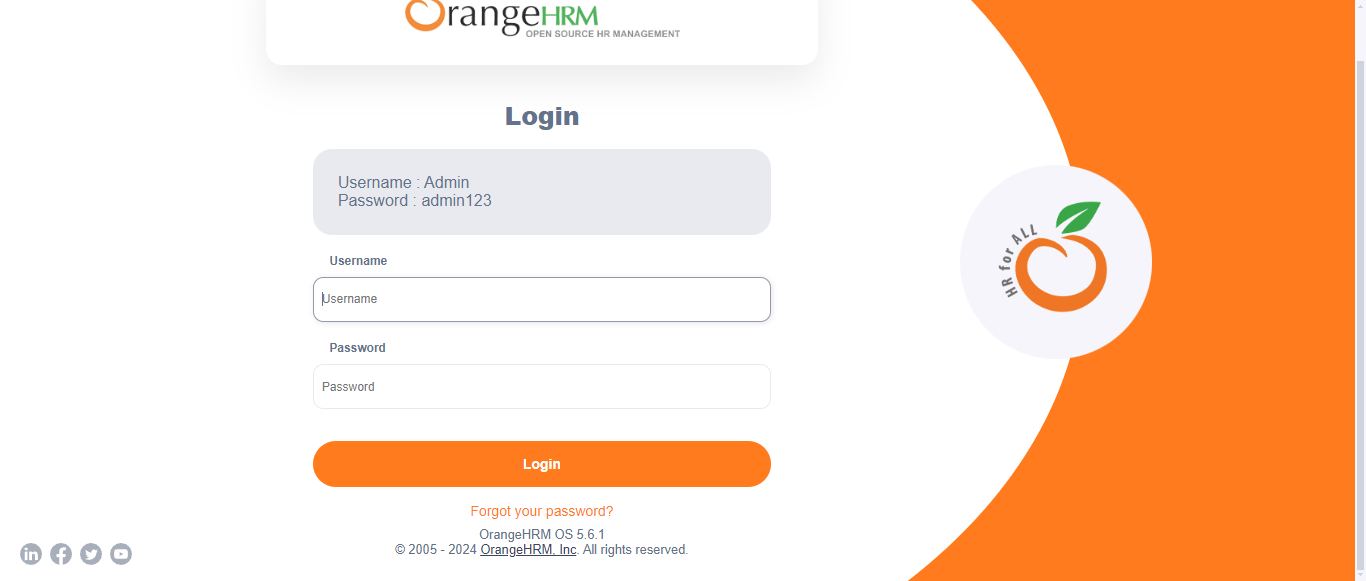 OrangeHRM
OPEN SOURCE HR MANAGEMENT
Login
Username : Admin
Password : admin123
Username
Username
Password
Password
Login
Forgot your password?
OrangeHRM OS 5.6.1
© 2005 - 2024 OrangeHRM, Inc. All rights reserved.
HR for ALL